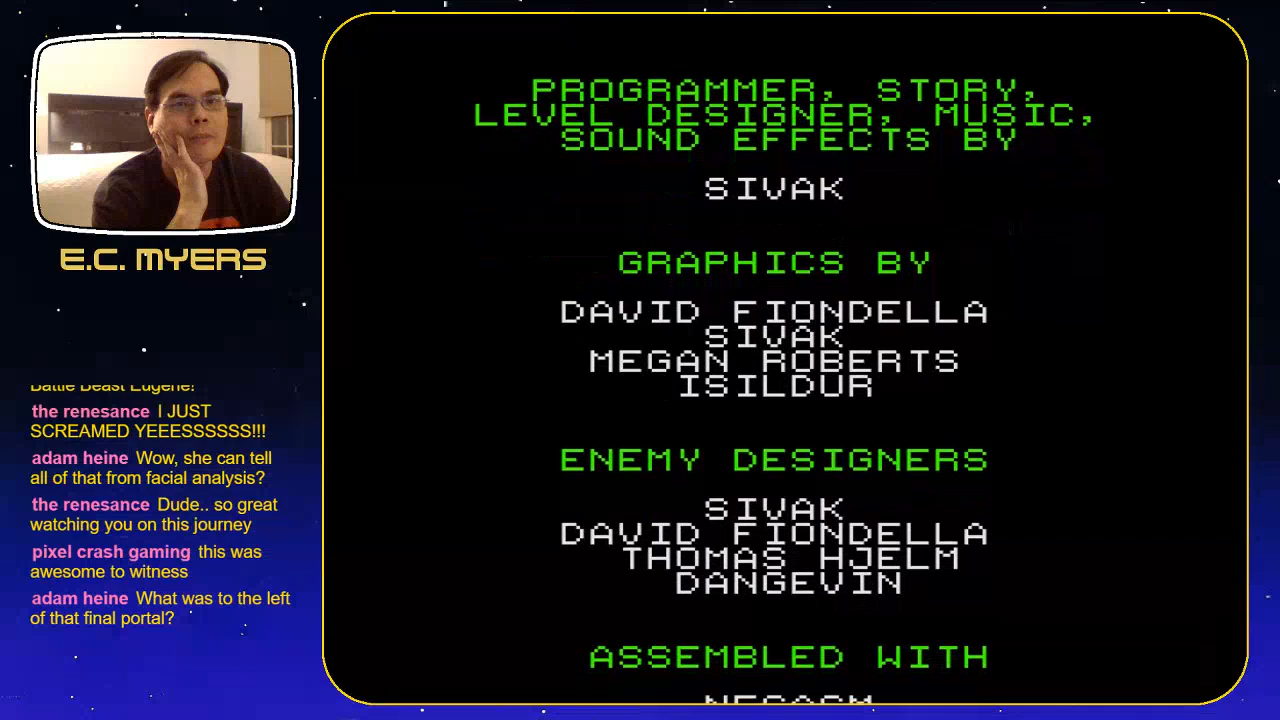 E.C. MYERS
Battle Beast Eugene!
the renesance I JUST
SCREAMED YEEESSSSSS!!!
adam heine Wow, she can tell
all of that from facial analysis?
the renesance Dude.. so great
watching you on this journey
pixel crash gaming this was
awesome to witness
adam heine What was to the left
of that final portal?
PROGRAMMER, STORY,
LEVEL DESIGNER, MUSIC,
SOUND EFFECTS BY
SIVAK
GRAPHICS BY
DAVID FIONDELLA
SIVAK
MEGAN ROBERTS
ISILDUR
ENEMY DESIGNERS
SIVAK
DAVID FIONDELLA
THOMAS HJELM
DANGEVIN
ASSEMBLED WITH